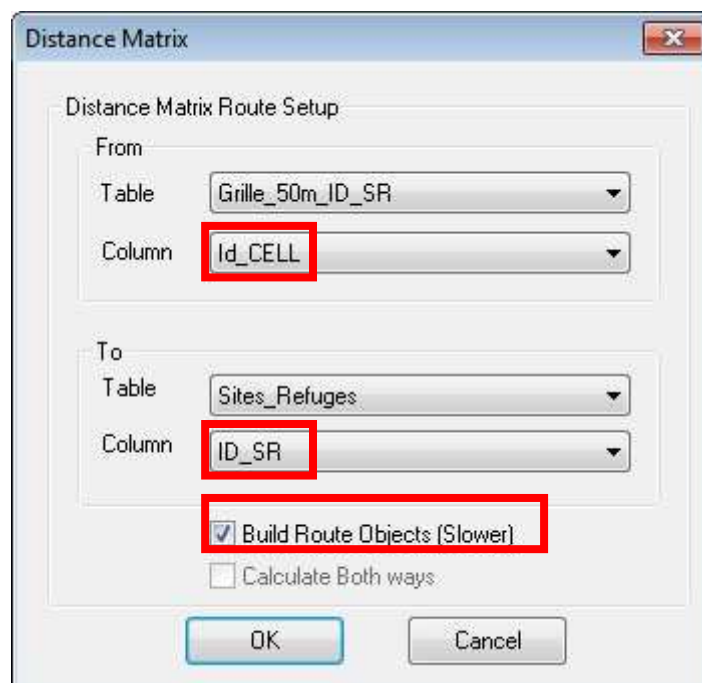 Distance Matrix
Distance Matrix Route Setup
From
Table Grille_50m_ID_SR
Column Id_CELL
To
Table Sites_Refuges
Column ID_SR
Build Route Objects (Slower)
Calculate Both ways
OK Cancel